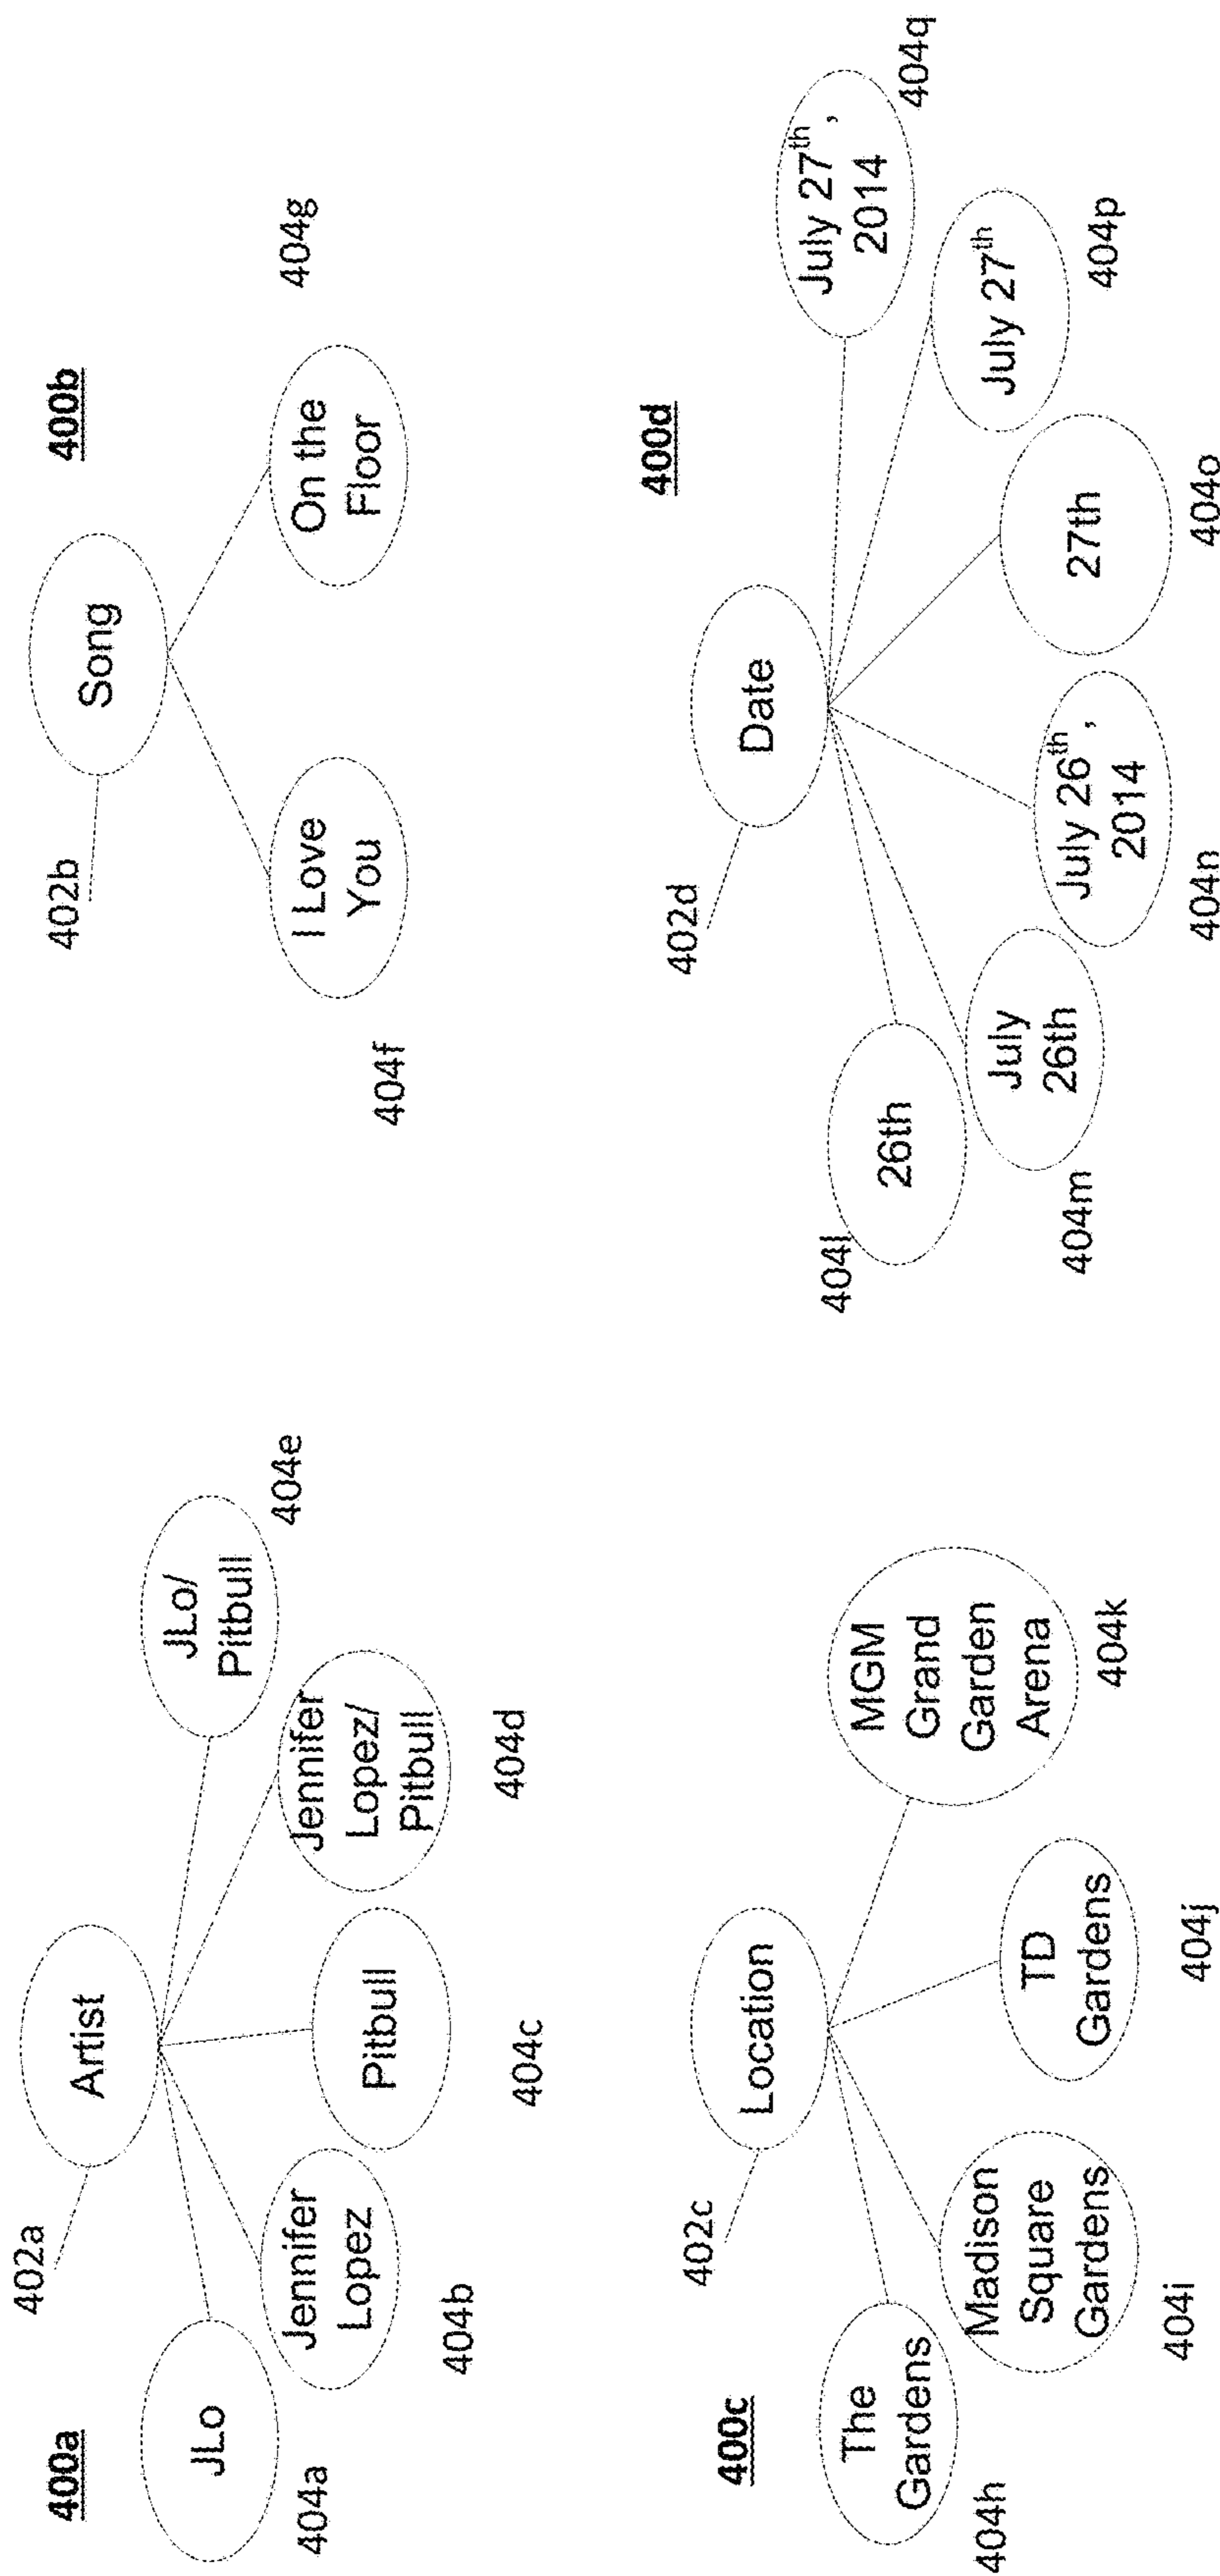 400a
402a
Artist
JLo
404a
Jennifer
Lopez
404b
Pitbull
404c
Jennifer
Lopez/
Pitbull
404d
JLo/
Pitbull
404e
400b
402b
Song
I Love
You
404f
On the
Floor
404g
400c
402c
Location
The
Gardens
404h
Madison
Square
Gardens
404i
TD
Gardens
404j
MGM
Grand
Garden
Arena
404k
400d
402d
Date
26th
404l
July
26th
404m
July 26th,
2014
404n
27th
404o
July 27th
404p
July 27th,
2014
404q